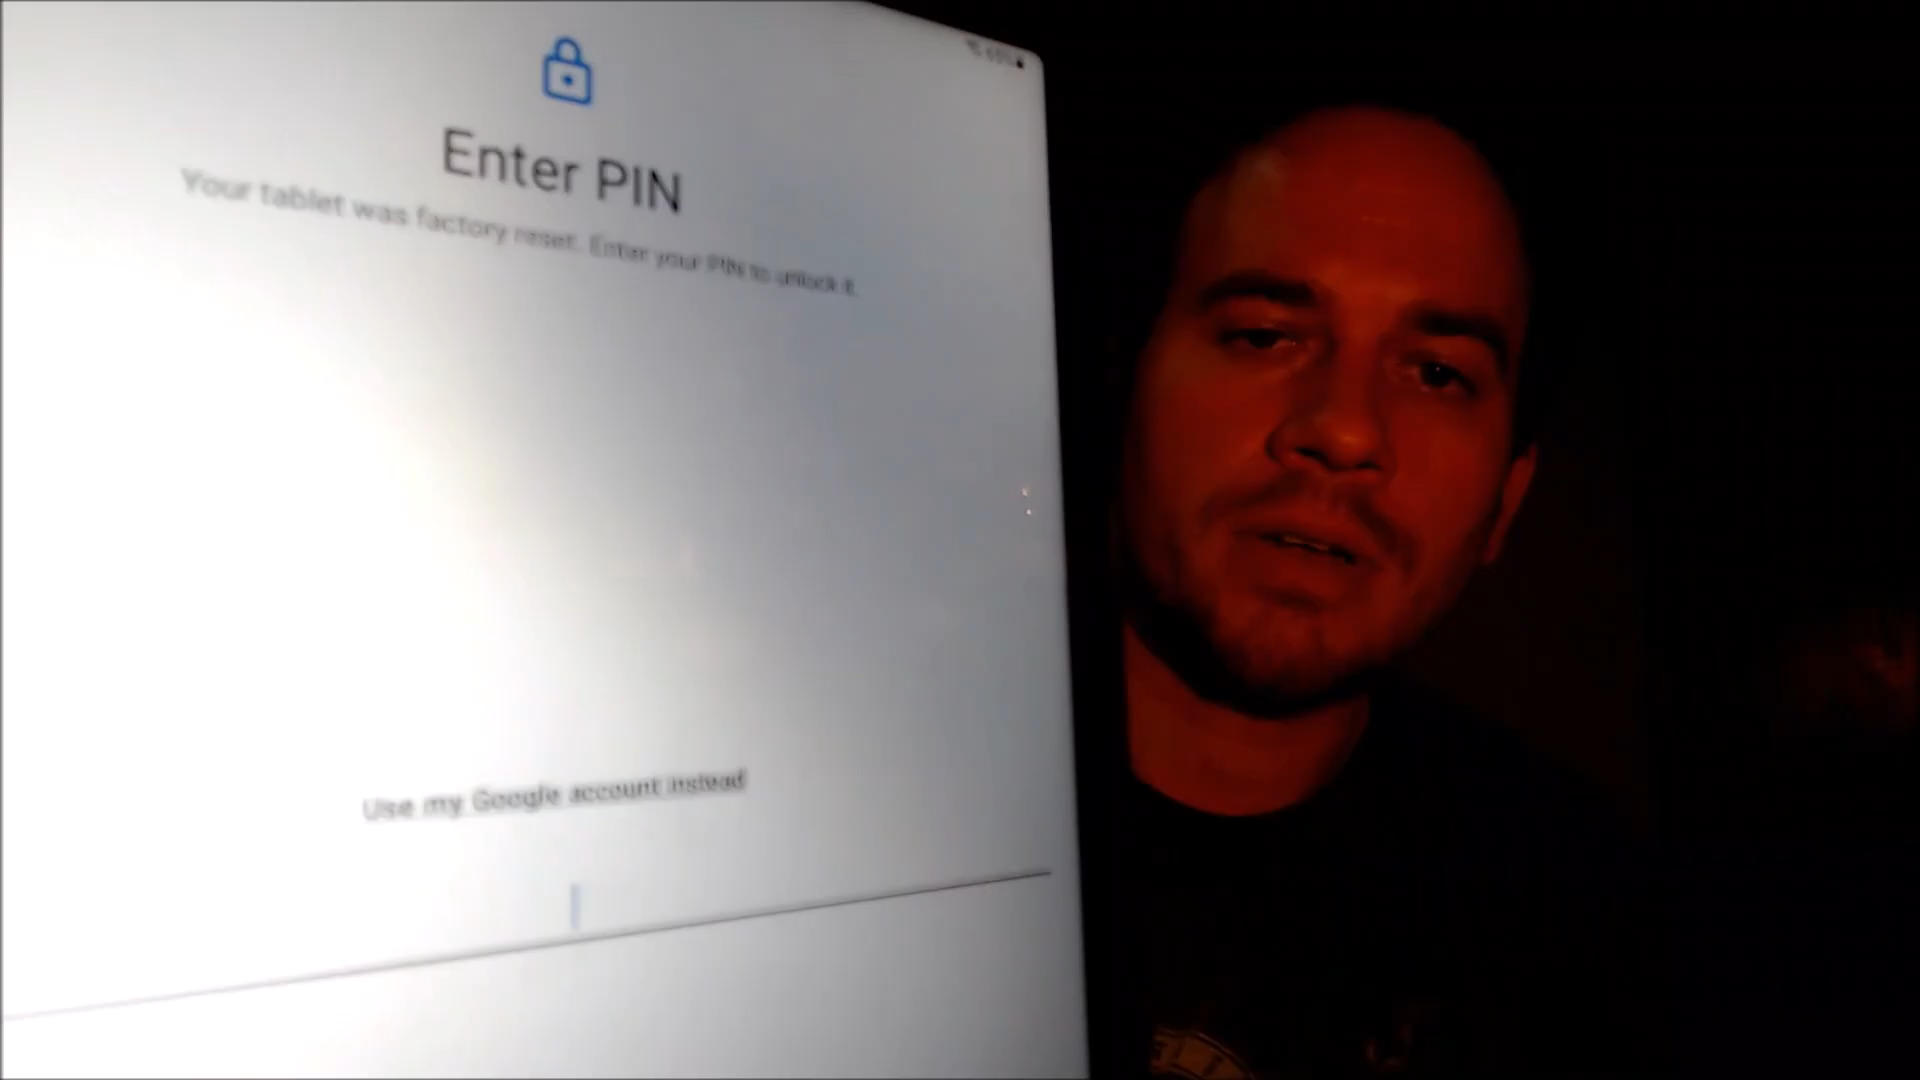 Enter PIN
Your tablet was factory reset. Enter your PIN to unlock it.
Use my Google account instead